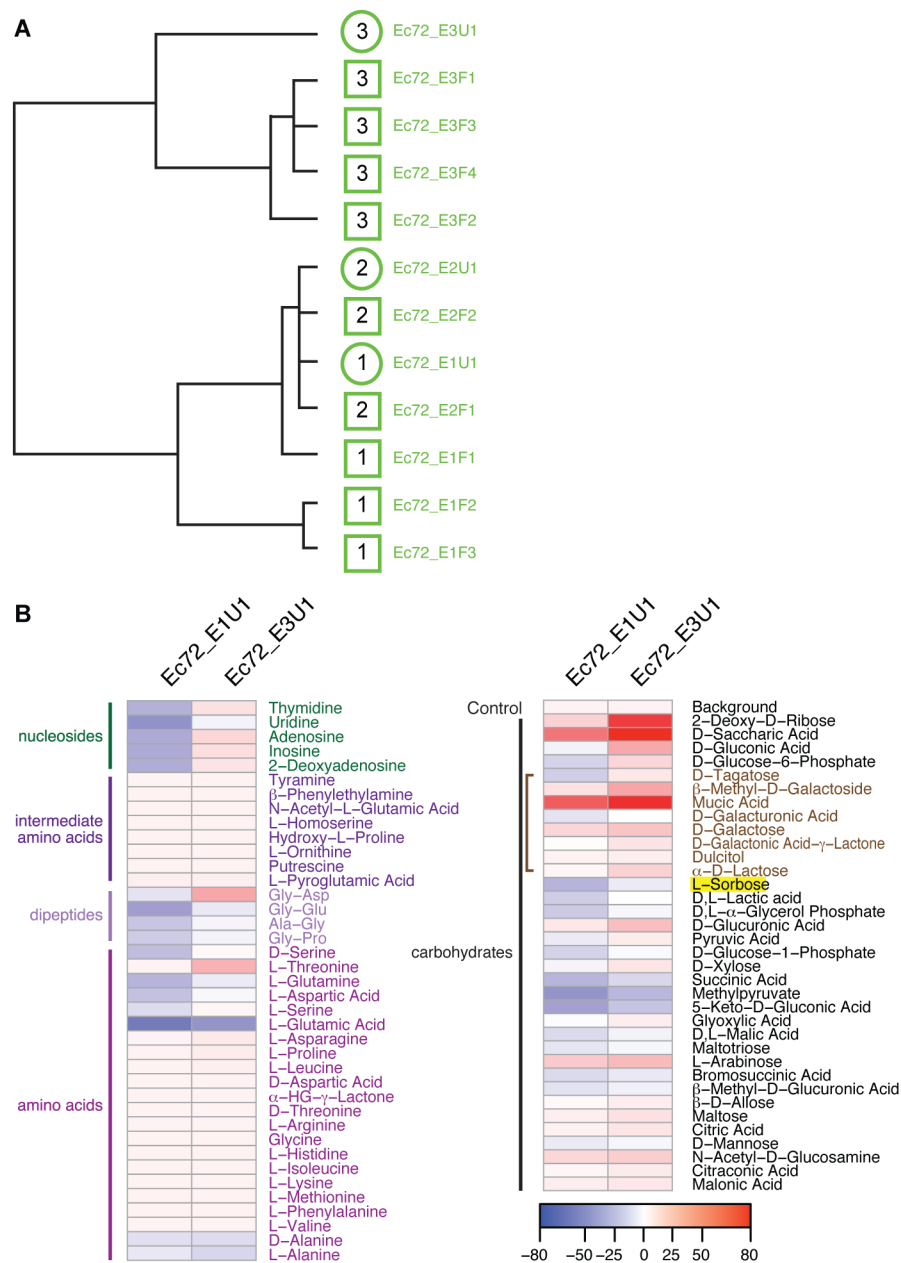 A
3 Ec72_E3U1
3 Ec72_E3F1
3 Ec72_E3F3
3 Ec72_E3F4
3 Ec72_E3F2
2 Ec72_E2U1
2 Ec72_E2F2
1 Ec72_E1U1
2 Ec72_E2F1
1 Ec72_E1F1
1 Ec72_E1F2
1 Ec72_E1F3
B
Ec72_E1U1
Ec72_E3U1
nucleosides
Thymidine
Uridine
Adenosine
Inosine
2−Deoxyadenosine
intermediate
amino acids
Tyramine
β−Phenylethylamine
N−Acetyl−L−Glutamic Acid
L−Homoserine
Hydroxy−L−Proline
L−Ornithine
Putrescine
L−Pyroglutamic Acid
dipeptides
Gly−Asp
Gly−Glu
Ala−Gly
Gly−Pro
amino acids
D−Serine
L−Threonine
L−Glutamine
L−Aspartic Acid
L−Serine
L−Glutamic Acid
L−Asparagine
L−Proline
L−Leucine
D−Aspartic Acid
α−HG−γ−Lactone
D−Threonine
L−Arginine
Glycine
L−Histidine
L−Isoleucine
L−Lysine
L−Methionine
L−Phenylalanine
L−Valine
D−Alanine
L−Alanine
Ec72_E1U1
Ec72_E3U1
Control
Background
carbohydrates
2−Deoxy−D−Ribose
D−Saccharic Acid
D−Gluconic Acid
D−Glucose−6−Phosphate
D−Tagatose
β−Methyl−D−Galactoside
Mucic Acid
D−Galacturonic Acid
D−Galactose
D−Galactonic Acid−γ−Lactone
Dulcitol
α−D−Lactose
L−Sorbose
D,L−Lactic acid
D,L−α−Glycerol Phosphate
D−Glucuronic Acid
Pyruvic Acid
D−Glucose−1−Phosphate
D−Xylose
Succinic Acid
Methylpyruvate
5−Keto−D−Gluconic Acid
Glyoxylic Acid
D,L−Malic Acid
Maltotriose
L−Arabinose
Bromosuccinic Acid
β−Methyl−D−Glucuronic Acid
β−D−Allose
Maltose
Citric Acid
D−Mannose
N−Acetyl−D−Glucosamine
Citraconic Acid
Malonic Acid
−80 −50 −25 0 25 50 80